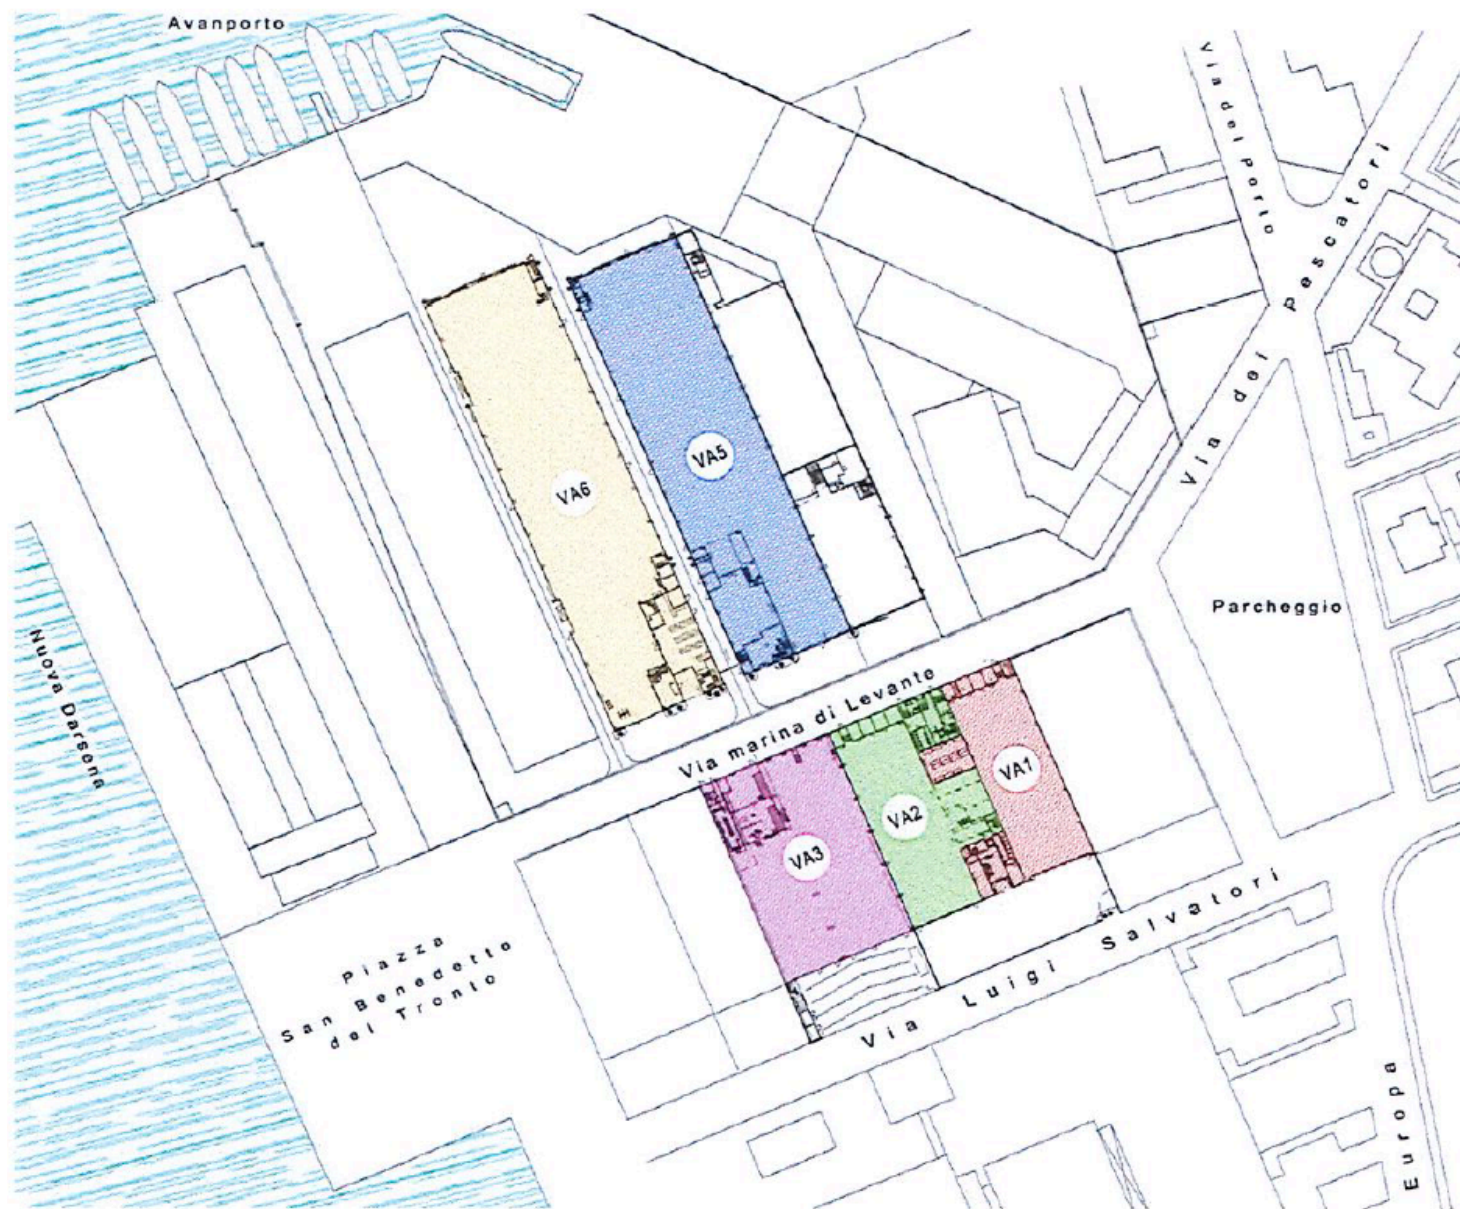 Avanporto
Via del Porto
Via dei pescatori
VA5
VA6
Parcheggio
Nuova Darsena
Via marina di Levante
VA1
VA2
VA3
Piazza
San Benedetto
del Tronto
Via Luigi Salvatori
Europa